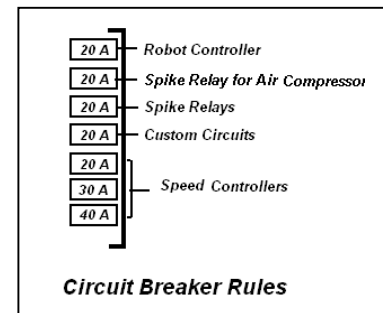 20 A Robot Controller
20 A Spike Relay for Air Compressor
20 A Spike Relays
20 A Custom Circuits
20 A
30 A Speed Controllers
40 A
Circuit Breaker Rules